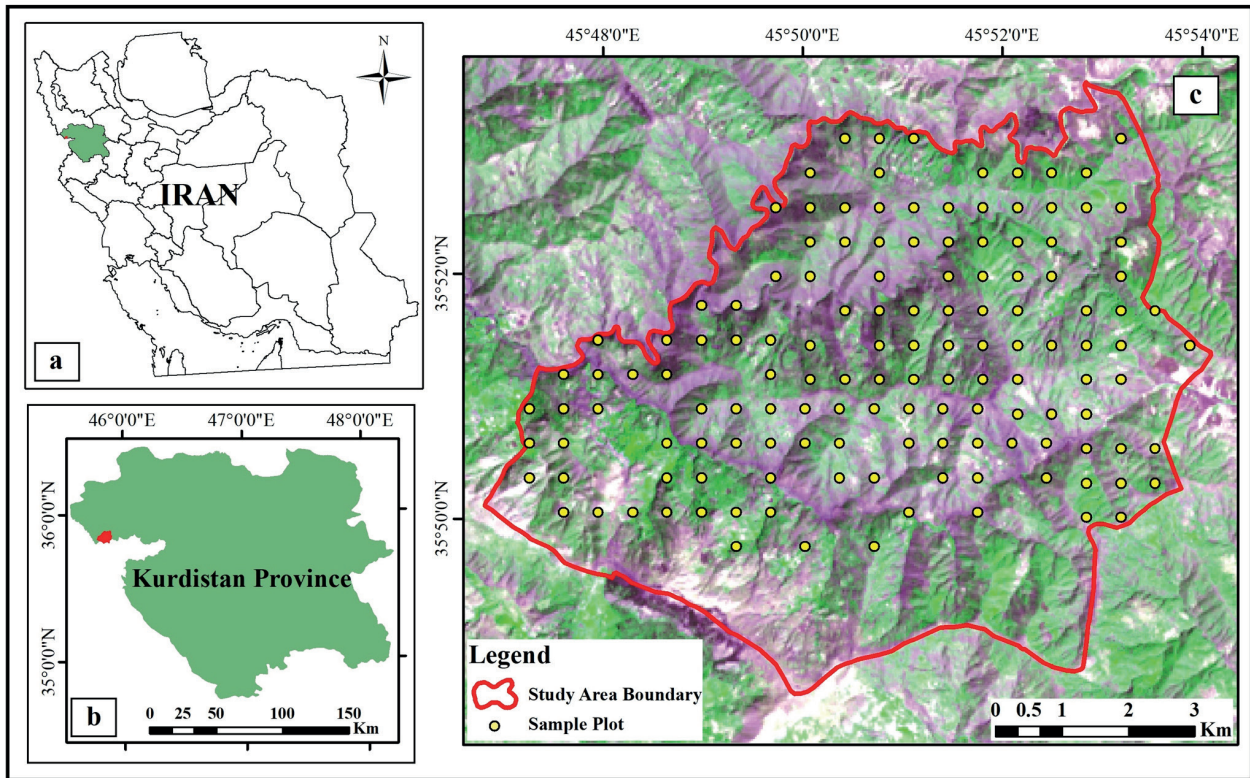 N
IRAN
a
46°0'0"E 47°0'0"E 48°0'0"E
36°0'0"N
35°0'0"N
Kurdistan Province
b
0 25 50 100 150
Km
45°48'0"E 45°50'0"E 45°52'0"E 45°54'0"E
c
35°52'0"N
35°50'0"N
Legend
Study Area Boundary
Sample Plot
0 0.5 1 2 3
Km